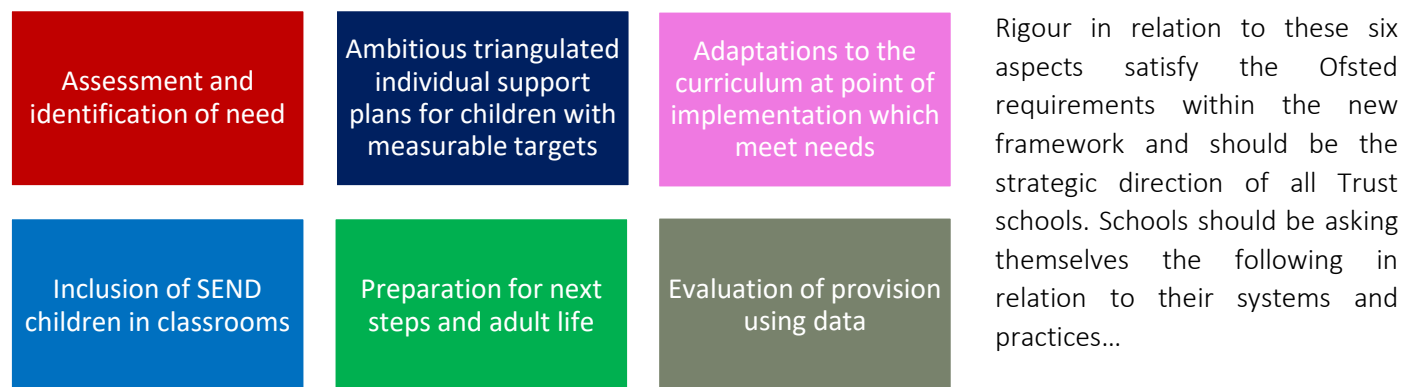 Assessment and
identification of need
Ambitious triangulated
individual support
plans for children with
measurable targets
Adaptations to the
curriculum at point of
implementation which
meet needs
Inclusion of SEND
children in classrooms
Preparation for next
steps and adult life
Evaluation of provision
using data
Rigour in relation to these six
aspects satisfy the Ofsted
requirements within the new
framework and should be the
strategic direction of all Trust
schools. Schools should be asking
themselves the following in
relation to their systems and
practices…